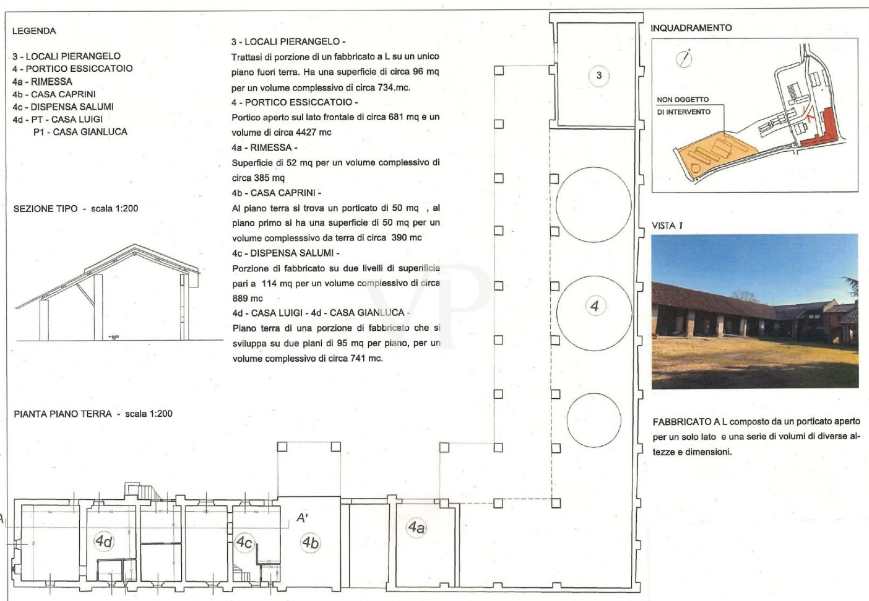 LEGENDA
3 - LOCALI PIERANGELO
4 - PORTICO ESSICCATOIO
4a - RIMESSA
4b - CASA CAPRINI
4c - DISPENSA SALUMI
4d - PT - CASA LUIGI
P1 - CASA GIANLUCA
SEZIONE TIPO - scala 1:200
PIANTA PIANO TERRA - scala 1:200
3 - LOCALI PIERANGELO -
Trattasi di porzione di un fabbricato a L su un unico
piano fuori terra. Ha una superficie di circa 96 mq
per un volume complessivo di circa 734.mc.
4 - PORTICO ESSICCATOIO -
Portico aperto sul lato frontale di circa 681 mq e un
volume di circa 4427 mc
4a - RIMESSA -
Superficie di 52 mq per un volume complessivo di
circa 385 mq
4b - CASA CAPRINI -
Al piano terra si trova un porticato di 50 mq , al
piano primo si ha una superficie di 50 mq per un
volume complesssivo da terra di circa 390 mc
4c - DISPENSA SALUMI -
Porzione di fabbricato su due livelli di superficie
pari a 114 mq per un volume complessivo di circa
889 mc
4d - CASA LUIGI - 4d - CASA GIANLUCA -
Piano terra di una porzione di fabbricato che si
sviluppa su due piani di 95 mq per piano, per un
volume complessivo di circa 741 mc.
VP
3
4
4a
4b
4c
4d
A
A'
INQUADRAMENTO
NON OGGETTO
DI INTERVENTO
VISTA 1
FABBRICATO A L composto da un porticato aperto
per un solo lato e una serie di volumi di diverse al-
tezze e dimensioni.